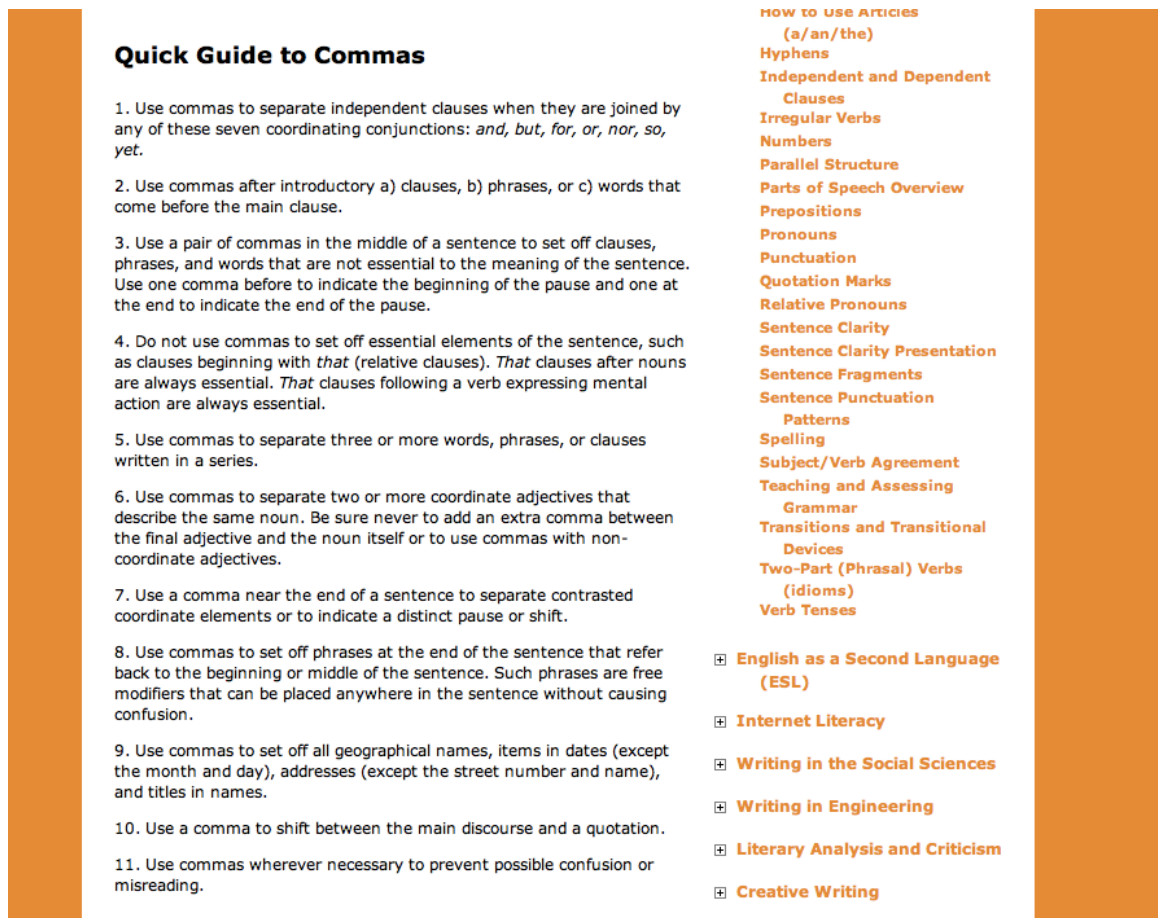 Quick Guide to Commas
1. Use commas to separate independent clauses when they are joined by
any of these seven coordinating conjunctions: and, but, for, or, nor, so,
yet.
2. Use commas after introductory a) clauses, b) phrases, or c) words that
come before the main clause.
3. Use a pair of commas in the middle of a sentence to set off clauses,
phrases, and words that are not essential to the meaning of the sentence.
Use one comma before to indicate the beginning of the pause and one at
the end to indicate the end of the pause.
4. Do not use commas to set off essential elements of the sentence, such
as clauses beginning with that (relative clauses). That clauses after nouns
are always essential. That clauses following a verb expressing mental
action are always essential.
5. Use commas to separate three or more words, phrases, or clauses
written in a series.
6. Use commas to separate two or more coordinate adjectives that
describe the same noun. Be sure never to add an extra comma between
the final adjective and the noun itself or to use commas with non-
coordinate adjectives.
7. Use a comma near the end of a sentence to separate contrasted
coordinate elements or to indicate a distinct pause or shift.
8. Use commas to set off phrases at the end of the sentence that refer
back to the beginning or middle of the sentence. Such phrases are free
modifiers that can be placed anywhere in the sentence without causing
confusion.
9. Use commas to set off all geographical names, items in dates (except
the month and day), addresses (except the street number and name),
and titles in names.
10. Use a comma to shift between the main discourse and a quotation.
11. Use commas wherever necessary to prevent possible confusion or
misreading.
How to Use Articles
(a/an/the)
Hyphens
Independent and Dependent
Clauses
Irregular Verbs
Numbers
Parallel Structure
Parts of Speech Overview
Prepositions
Pronouns
Punctuation
Quotation Marks
Relative Pronouns
Sentence Clarity
Sentence Clarity Presentation
Sentence Fragments
Sentence Punctuation
Patterns
Spelling
Subject/Verb Agreement
Teaching and Assessing
Grammar
Transitions and Transitional
Devices
Two-Part (Phrasal) Verbs
(idioms)
Verb Tenses
English as a Second Language
(ESL)
Internet Literacy
Writing in the Social Sciences
Writing in Engineering
Literary Analysis and Criticism
Creative Writing